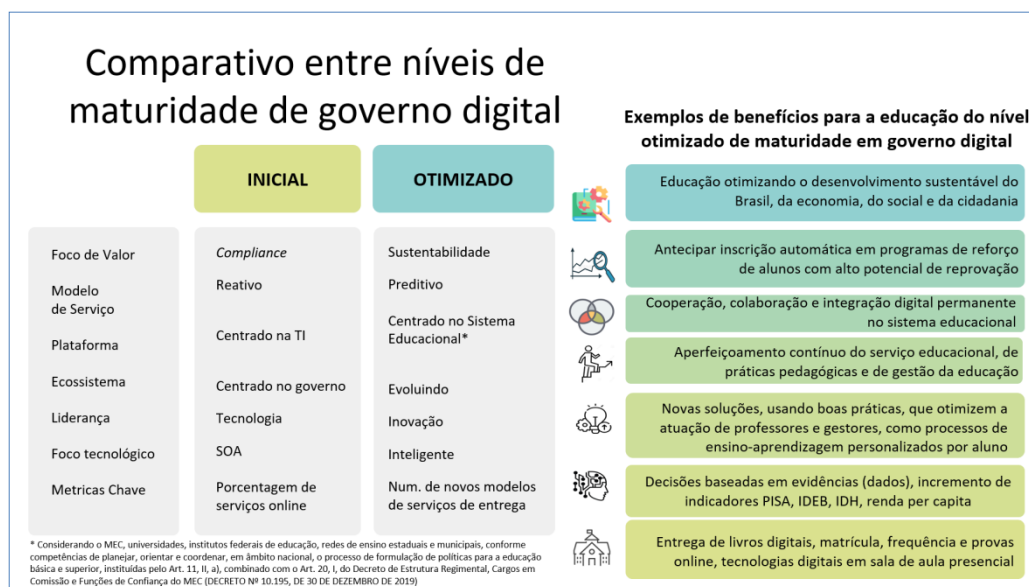 Comparativo entre níveis de
maturidade de governo digital
INICIAL
OTIMIZADO
Foco de Valor
Modelo
de Serviço
Plataforma
Ecossistema
Liderança
Foco tecnológico
Metricas Chave
Compliance
Reativo
Centrado na TI
Centrado no governo
Tecnologia
SOA
Porcentagem de
serviços online
Sustentabilidade
Preditivo
Centrado no Sistema
Educacional*
Evoluindo
Inovação
Inteligente
Num. de novos modelos
de serviços de entrega
* Considerando o MEC, universidades, institutos federais de educação, redes de ensino estaduais e municipais, conforme
competências de planejar, orientar e coordenar, em âmbito nacional, o processo de formulação de políticas para a educação
básica e superior, instituídas pelo Art. 11, II, a), combinado com o Art. 20, I, do Decreto de Estrutura Regimental, Cargos em
Comissão e Funções de Confiança do MEC (DECRETO Nº 10.195, DE 30 DE DEZEMBRO DE 2019)
Exemplos de benefícios para a educação do nível
otimizado de maturidade em governo digital
Educação otimizando o desenvolvimento sustentável do
Brasil, da economia, do social e da cidadania
Antecipar inscrição automática em programas de reforço
de alunos com alto potencial de reprovação
Cooperação, colaboração e integração digital permanente
no sistema educacional
Aperfeiçoamento contínuo do serviço educacional, de
práticas pedagógicas e de gestão da educação
Novas soluções, usando boas práticas, que otimizem a
atuação de professores e gestores, como processos de
ensino-aprendizagem personalizados por aluno
Decisões baseadas em evidências (dados), incremento de
indicadores PISA, IDEB, IDH, renda per capita
Entrega de livros digitais, matrícula, frequência e provas
online, tecnologias digitais em sala de aula presencial